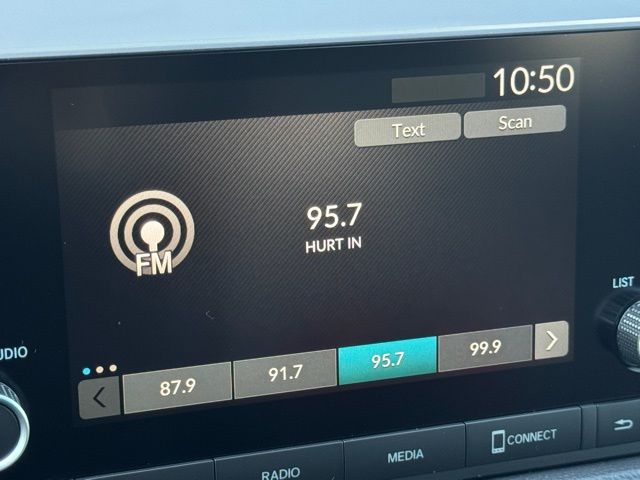 10:50
Text Scan
95.7
HURT IN
FM
LIST
UDIO
87.9 91.7 95.7 99.9
RADIO MEDIA CONNECT